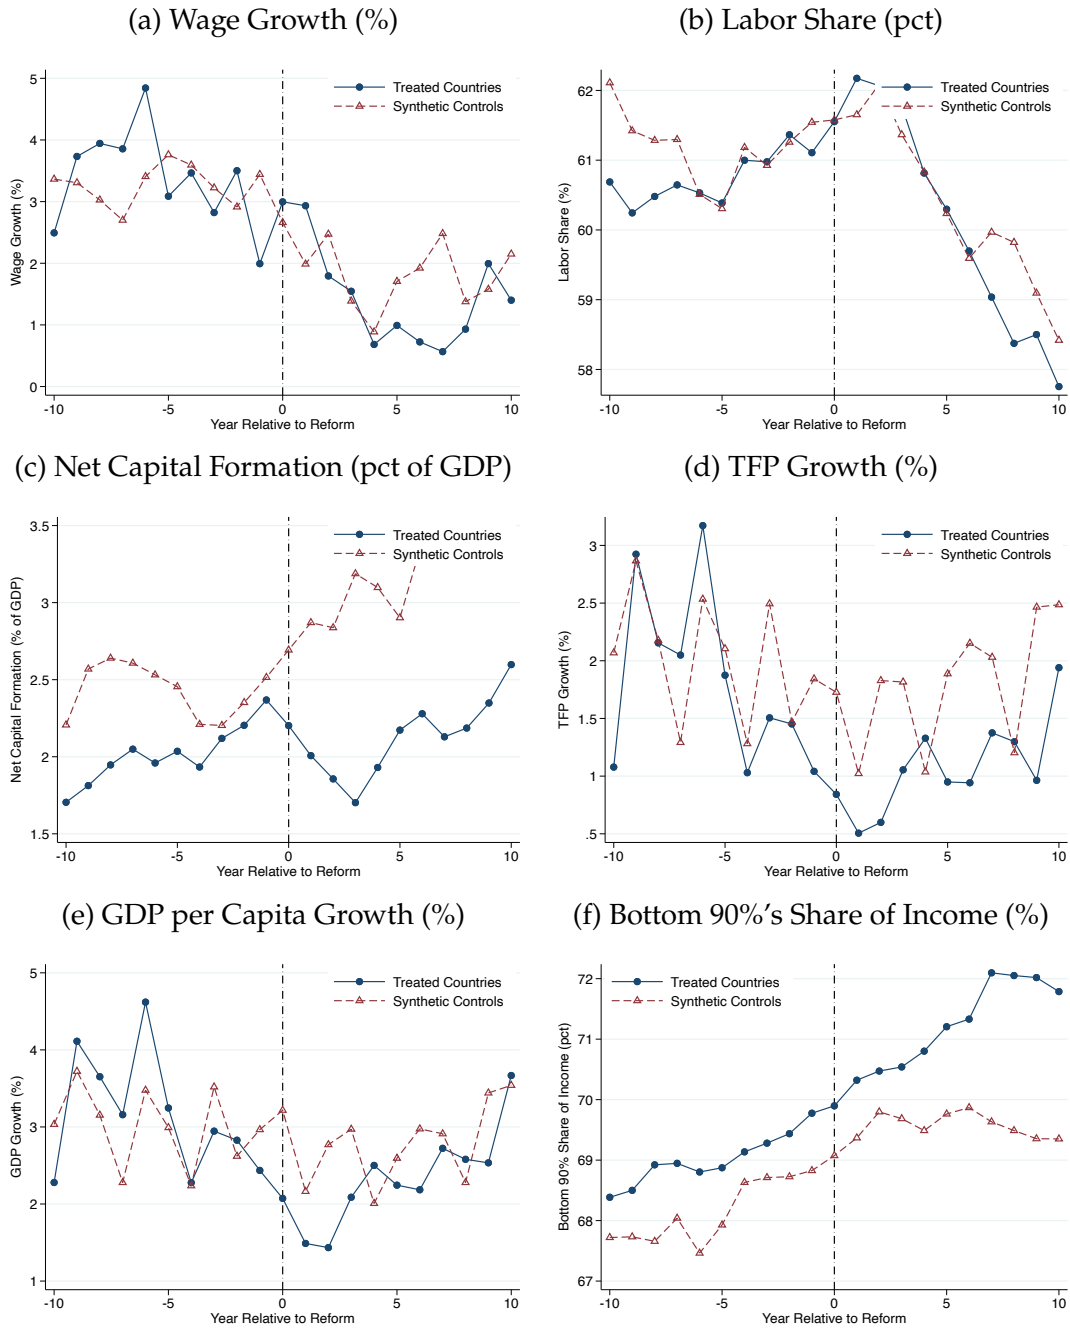 (a) Wage Growth (%)
Treated Countries
Synthetic Controls
5
4
3
2
1
0
Wage Growth (%)
-10
-5
0
5
10
Year Relative to Reform
(b) Labor Share (pct)
Treated Countries
Synthetic Controls
62
61
60
59
58
Labor Share (%)
-10
-5
0
5
10
Year Relative to Reform
(c) Net Capital Formation (pct of GDP)
Treated Countries
Synthetic Controls
3.5
3
2.5
2
1.5
Net Capital Formation (% of GDP)
-10
-5
0
5
10
Year Relative to Reform
(d) TFP Growth (%)
Treated Countries
Synthetic Controls
3
2.5
2
1.5
1
.5
TFP Growth (%)
-10
-5
0
5
10
Year Relative to Reform
(e) GDP per Capita Growth (%)
Treated Countries
Synthetic Controls
5
4
3
2
1
GDP Growth (%)
-10
-5
0
5
10
Year Relative to Reform
(f) Bottom 90%'s Share of Income (%)
Treated Countries
Synthetic Controls
72
71
70
69
68
67
Bottom 90% Share of Income (pct)
-10
-5
0
5
10
Year Relative to Reform